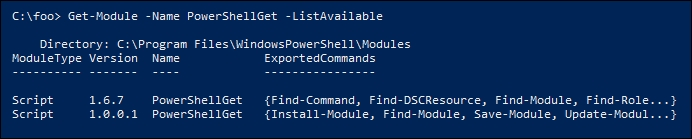 C:\foo> Get-Module -Name PowerShellGet -ListAvailable
Directory: C:\Program Files\WindowsPowerShell\Modules
ModuleType Version Name ExportedCommands
---------- ------- ---- ----------------
Script 1.6.7 PowerShellGet {Find-Command, Find-DSCResource, Find-Module, Find-Role...}
Script 1.0.0.1 PowerShellGet {Install-Module, Find-Module, Save-Module, Update-Modul...}